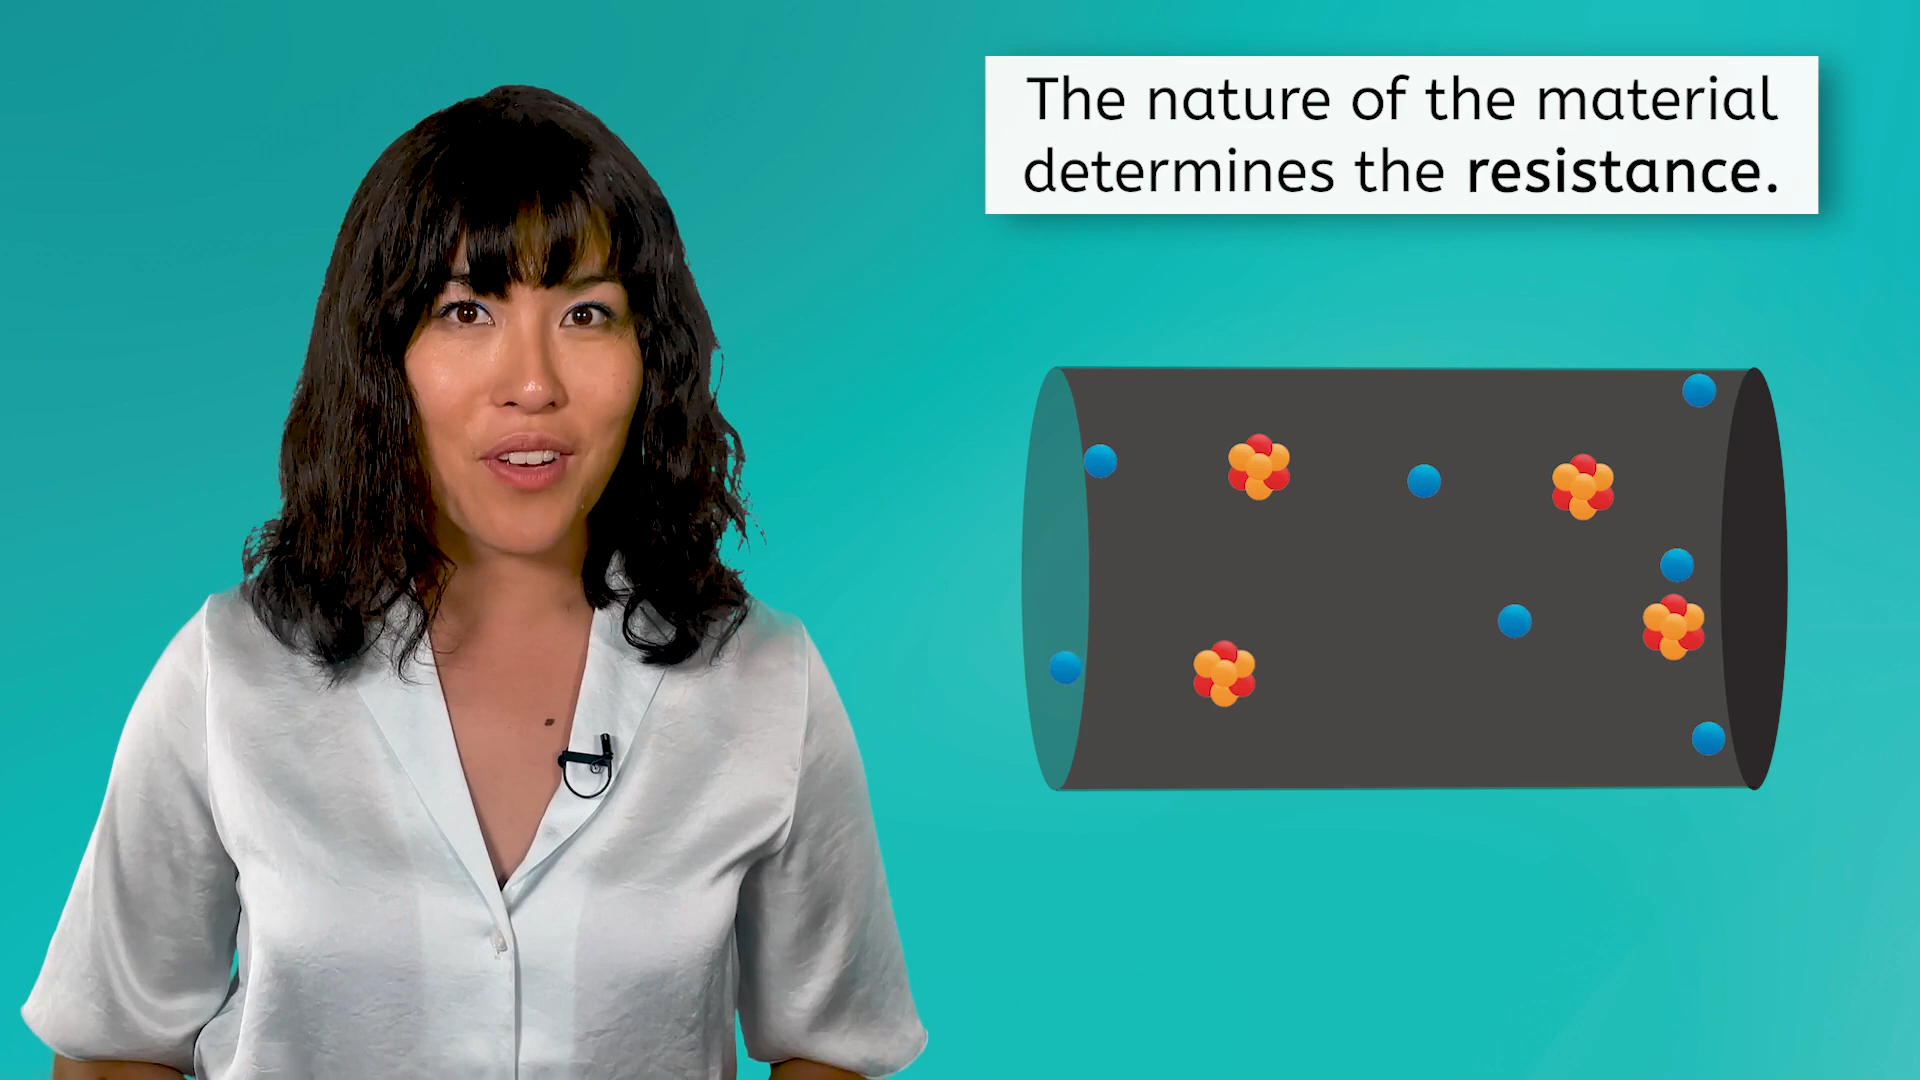 The nature of the material
determines the resistance.